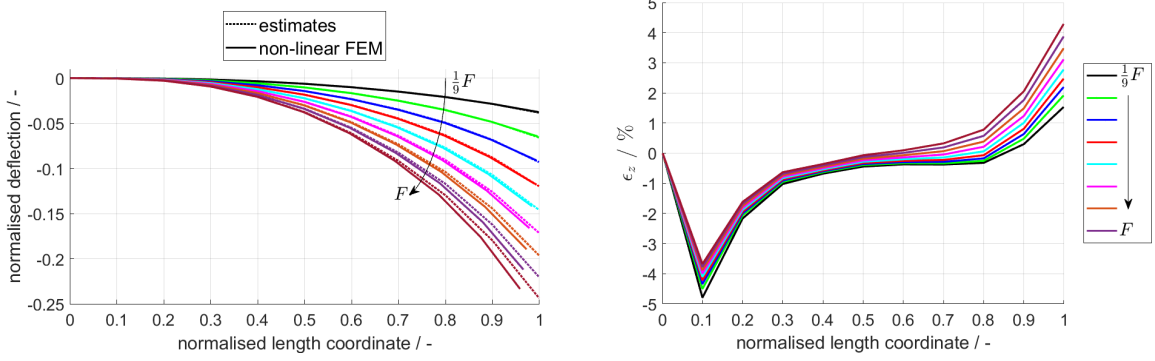 estimates
non-linear FEM
normalised deflection / -
0
-0.05
-0.1
-0.15
-0.2
-0.25
1/9 F
F
0 0.1 0.2 0.3 0.4 0.5 0.6 0.7 0.8 0.9 1
normalised length coordinate / -
ϵz / %
5
4
3
2
1
0
-1
-2
-3
-4
-5
0 0.1 0.2 0.3 0.4 0.5 0.6 0.7 0.8 0.9 1
normalised length coordinate / -
1/9 F
F